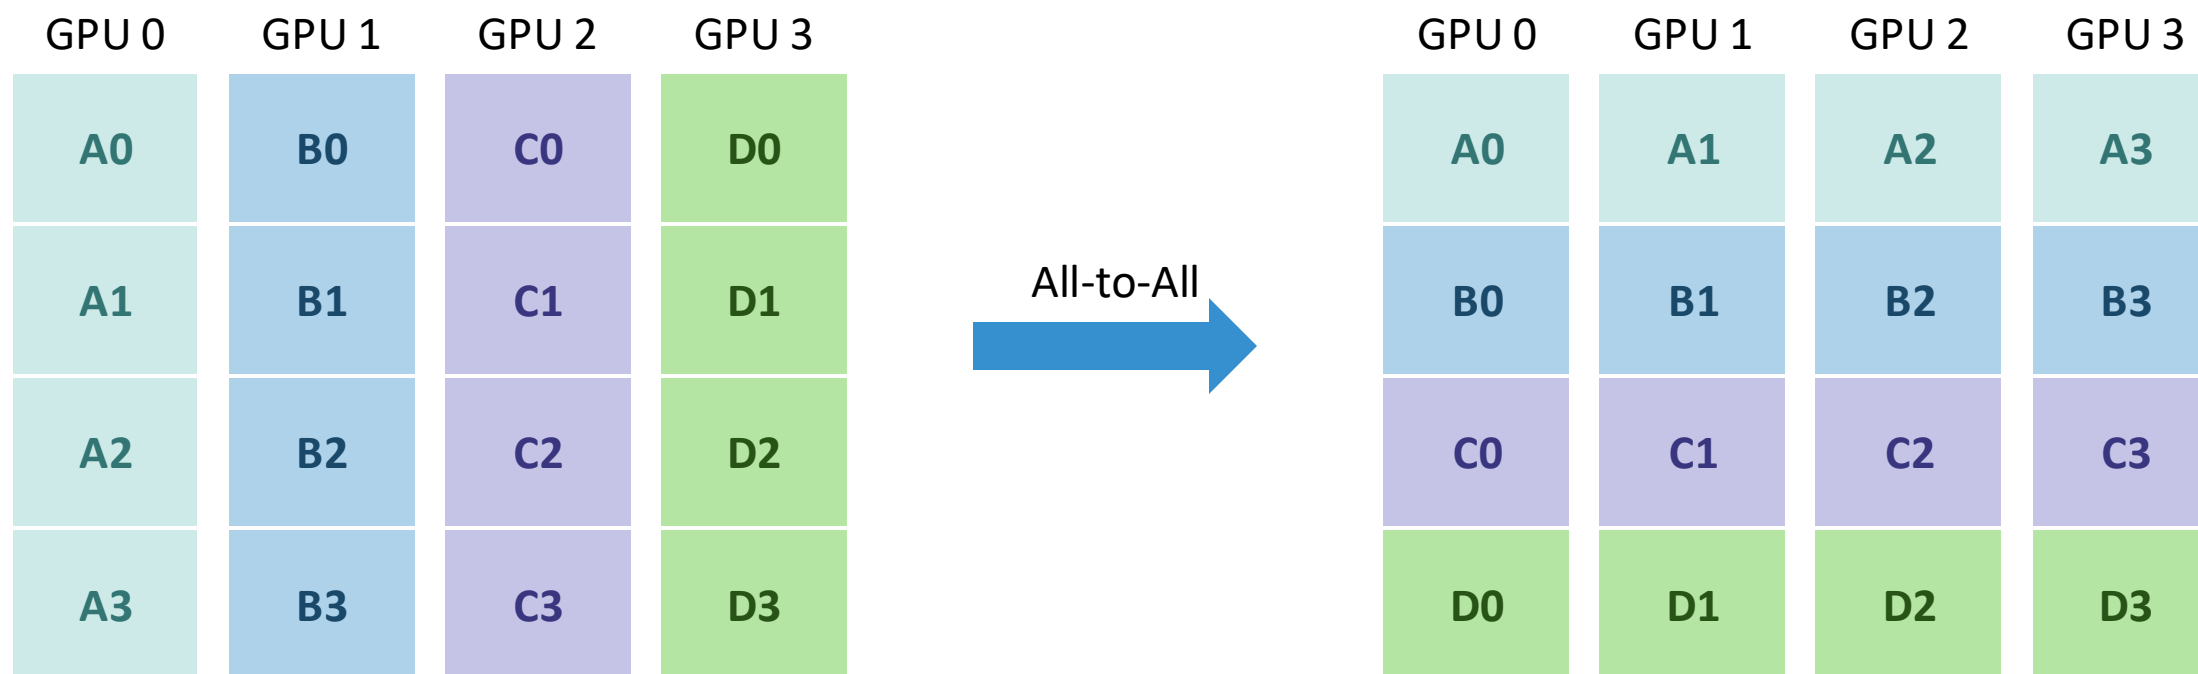 GPU 0 GPU 1 GPU 2 GPU 3 GPU 0 GPU 1 GPU 2 GPU 3
A0 B0 C0 D0 A0 A1 A2 A3
All-to-All
A1 B1 C1 D1 B0 B1 B2 B3
A2 B2 C2 D2 C0 C1 C2 C3
A3 B3 C3 D3 D0 D1 D2 D3